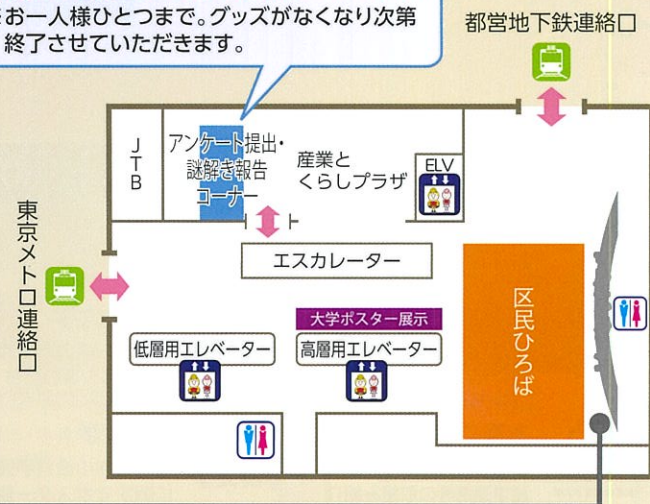 ※お一人様ひとつまで。グッズがなくなり次第
終了させていただきます。
都営地下鉄連絡口
JTB
アンケート提出・
謎解き報告
コーナー
産業と
くらしプラザ
ELV
東京メトロ連絡口
エスカレーター
大学ポスター展示
低層用エレベーター
高層用エレベーター
区民ひろば